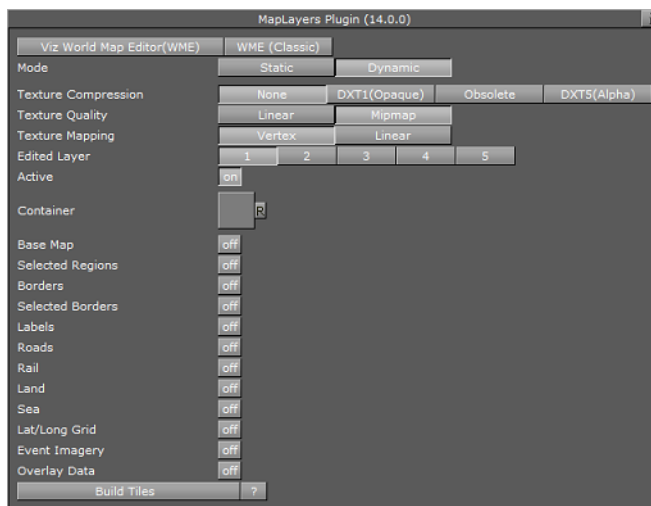 MapLayers Plugin (14.0.0)
Viz World Map Editor(WME) WME (Classic)
Mode Static Dynamic
Texture Compression None DXT1(Opaque) Obsolete DXT5(Alpha)
Texture Quality Linear Mipmap
Texture Mapping Vertex Linear
Edited Layer 1 2 3 4 5
Active on
Container R
Base Map off
Selected Regions off
Borders off
Selected Borders off
Labels off
Roads off
Rail off
Land off
Sea off
Lat/Long Grid off
Event Imagery off
Overlay Data off
Build Tiles ?